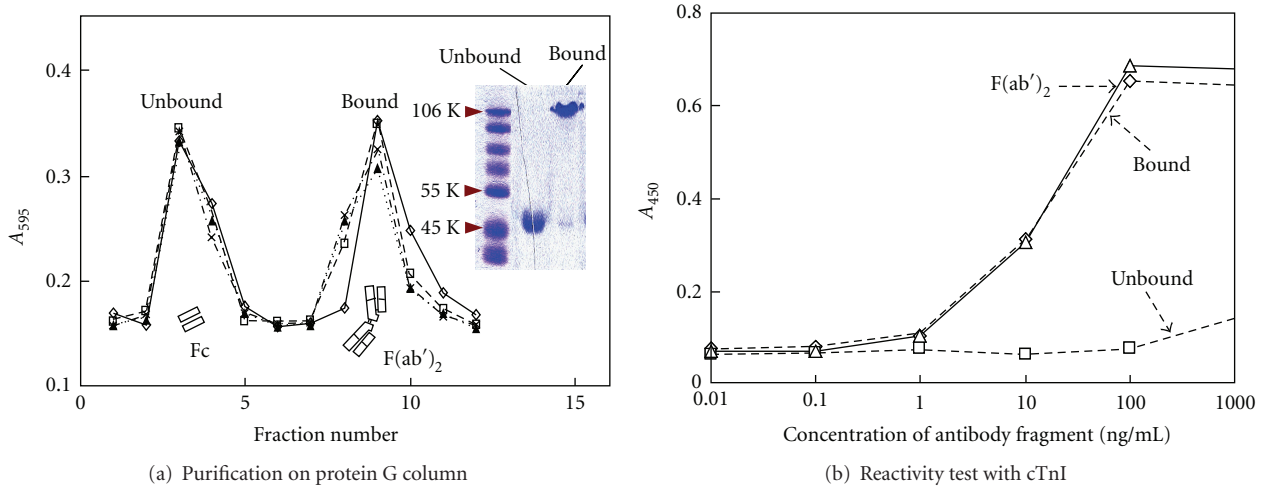 0.4
0.3
0.2
0.1
A595
0
5
10
15
Fraction number
Unbound
Bound
Unbound
Bound
106 K
55 K
45 K
Fc
F(ab′)2
(a) Purification on protein G column
0.8
0.6
0.4
0.2
0
A450
0.01
0.1
1
10
100
1000
Concentration of antibody fragment (ng/mL)
F(ab′)2
Bound
Unbound
(b) Reactivity test with cTnI